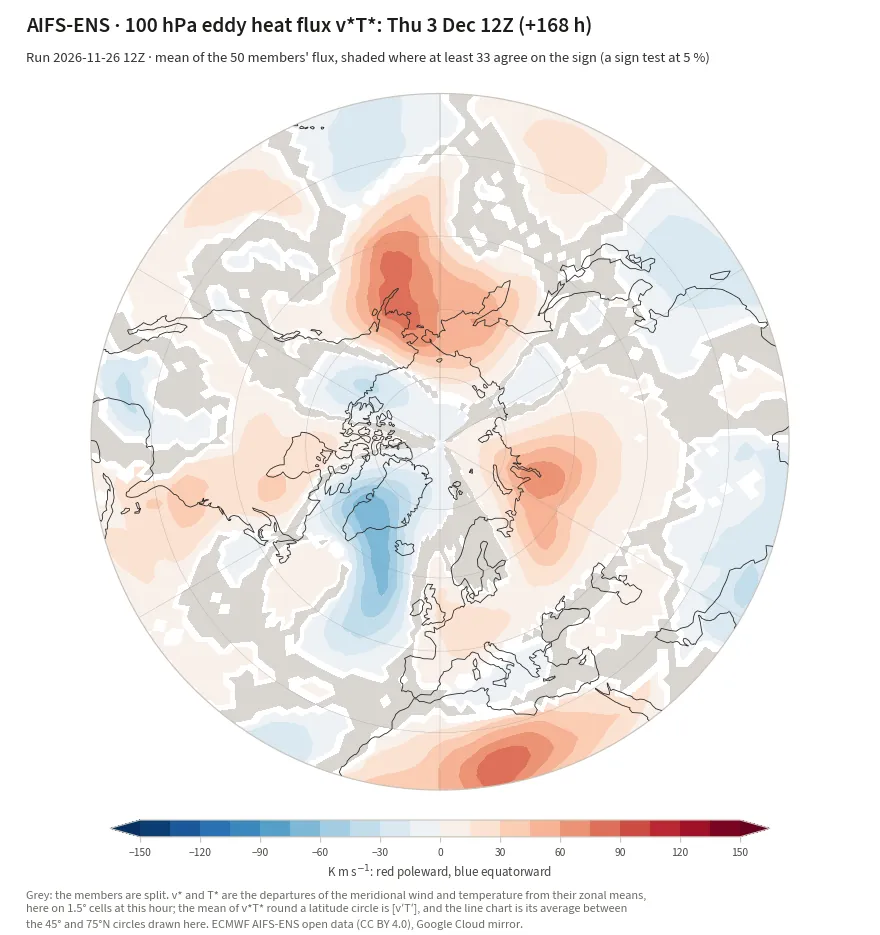 AIFS-ENS · 100 hPa eddy heat flux v*T*: Thu 3 Dec 12Z (+168 h)
Run 2026-11-26 12Z · mean of the 50 members' flux, shaded where at least 33 agree on the sign (a sign test at 5 %)
−150 −120 −90 −60 −30 0 30 60 90 120 150
K m s⁻¹: red poleward, blue equatorward
Grey: the members are split. v* and T* are the departures of the meridional wind and temperature from their zonal means,
here on 1.5° cells at this hour; the mean of v*T* round a latitude circle is [v′T′], and the line chart is its average between
the 45° and 75°N circles drawn here. ECMWF AIFS-ENS open data (CC BY 4.0), Google Cloud mirror.